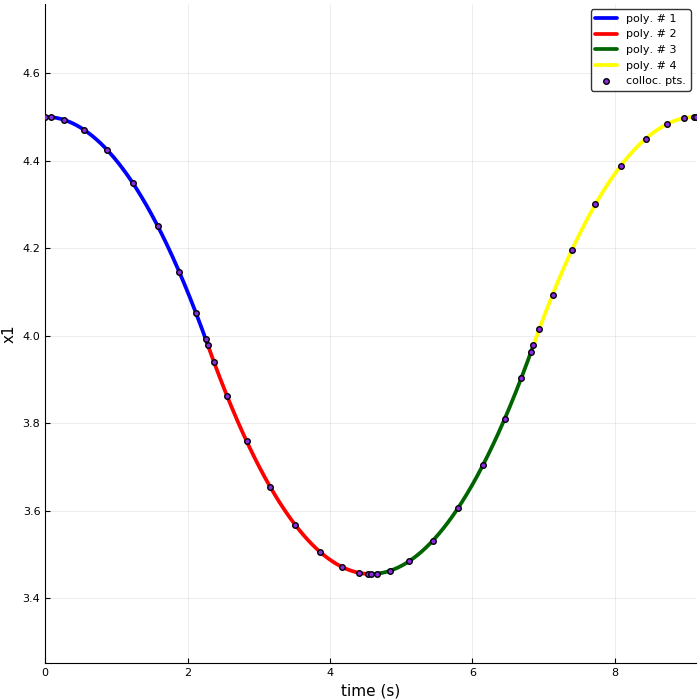 poly. # 1
poly. # 2
poly. # 3
poly. # 4
colloc. pts.
4.6
4.4
4.2
4.0
3.8
3.6
3.4
x1
0 2 4 6 8
time (s)